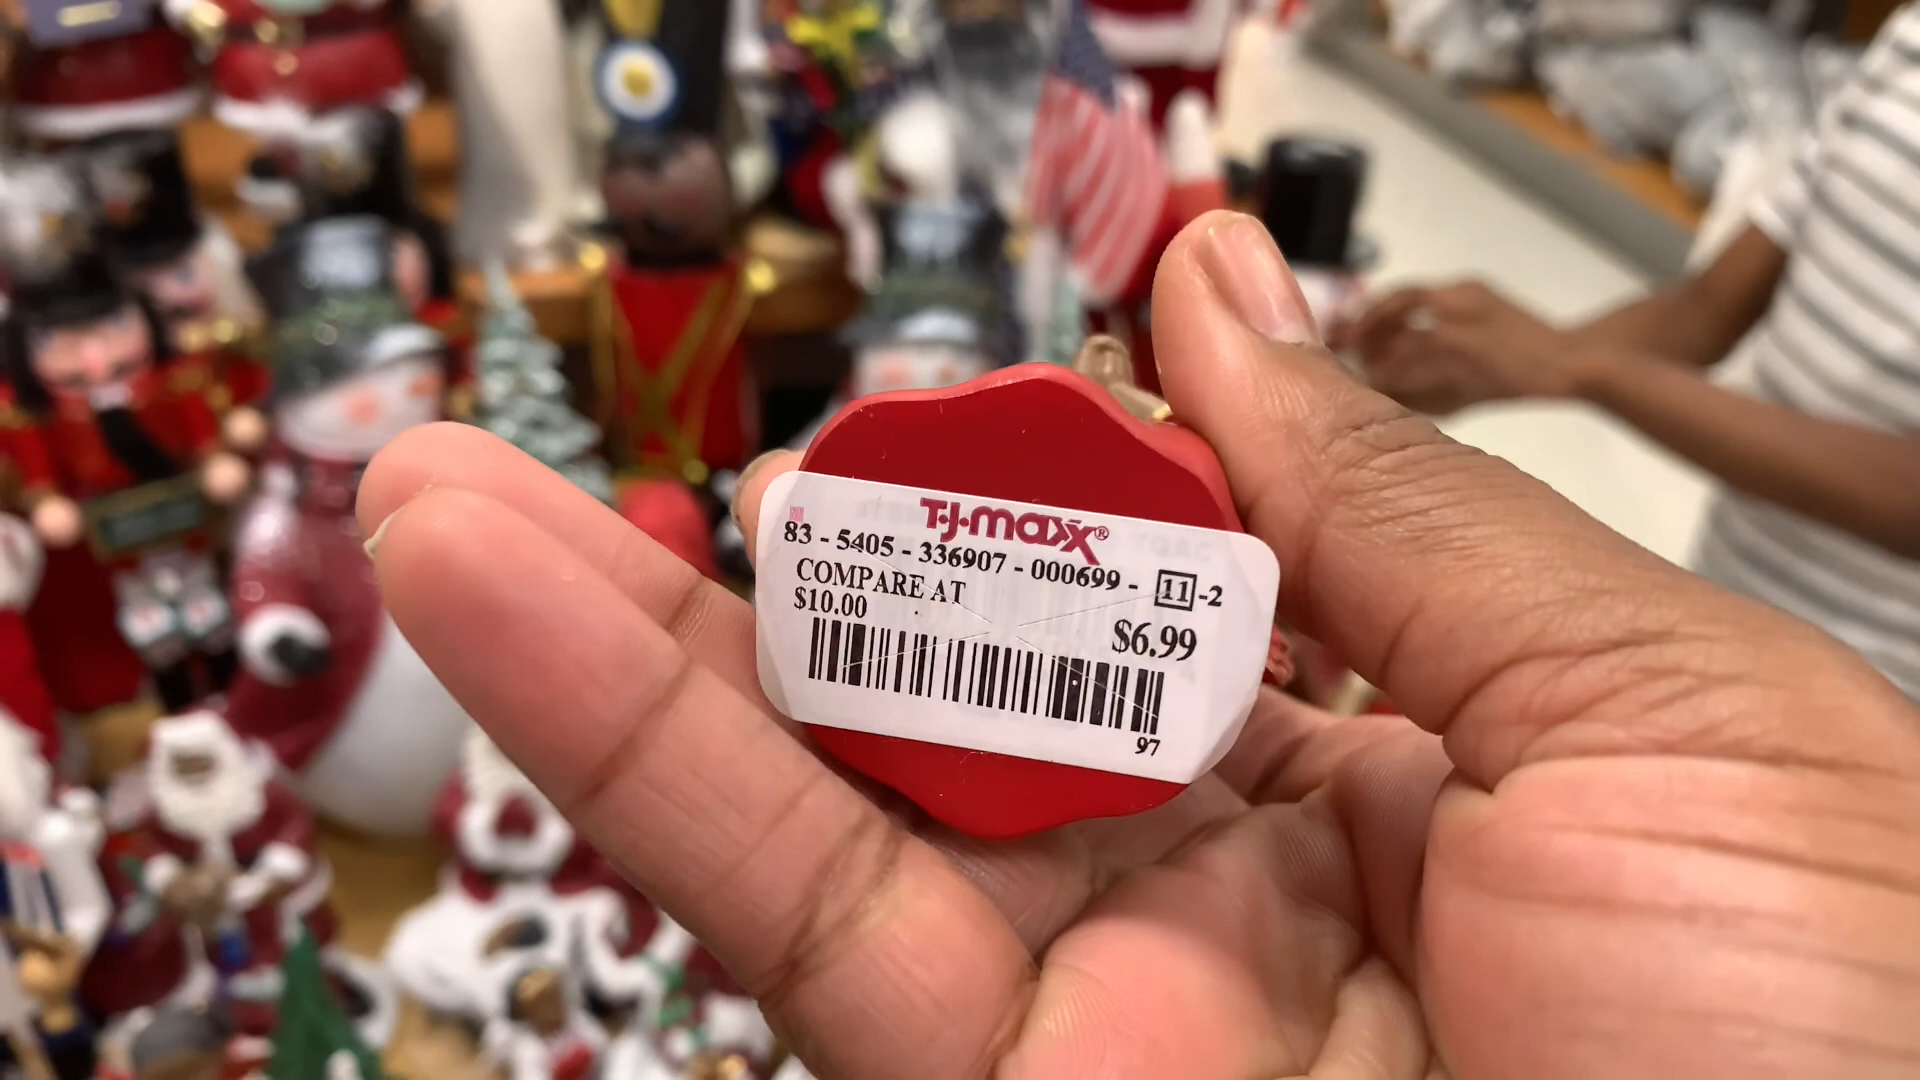 T·J·maxx®
83 - 5405 - 336907 - 000699 - 11 -2
COMPARE AT
$10.00
$6.99
97